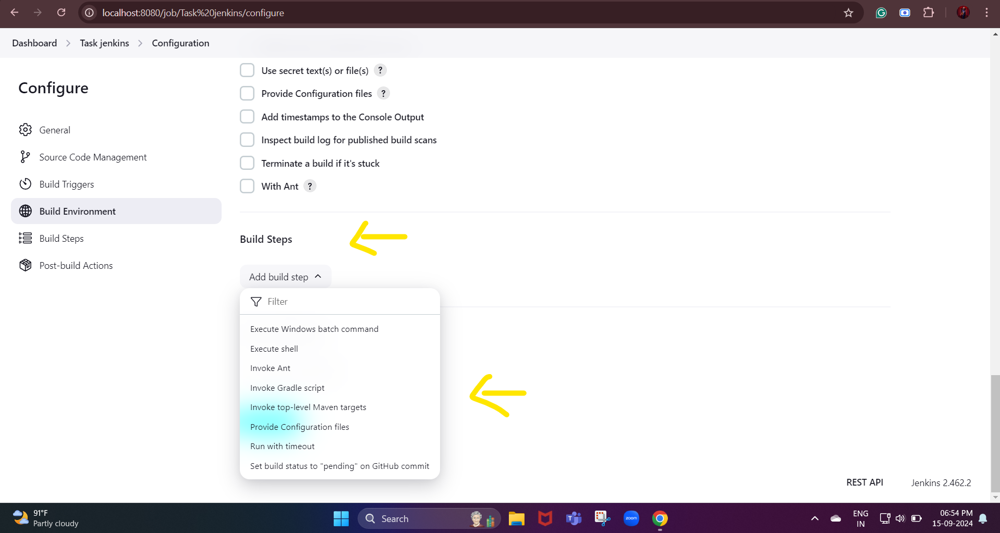 localhost:8080/job/Task%20jenkins/configure
Dashboard > Task jenkins > Configuration
Configure
General
Source Code Management
Build Triggers
Build Environment
Build Steps
Post-build Actions
Use secret text(s) or file(s) ?
Provide Configuration files ?
Add timestamps to the Console Output
Inspect build log for published build scans
Terminate a build if it's stuck
With Ant ?
Build Steps
Add build step
Filter
Execute Windows batch command
Execute shell
Invoke Ant
Invoke Gradle script
Invoke top-level Maven targets
Provide Configuration files
Run with timeout
Set build status to "pending" on GitHub commit
REST API Jenkins 2.462.2
91°F
Partly cloudy
Search
zoom
ENG
IN
06:54 PM
15-09-2024